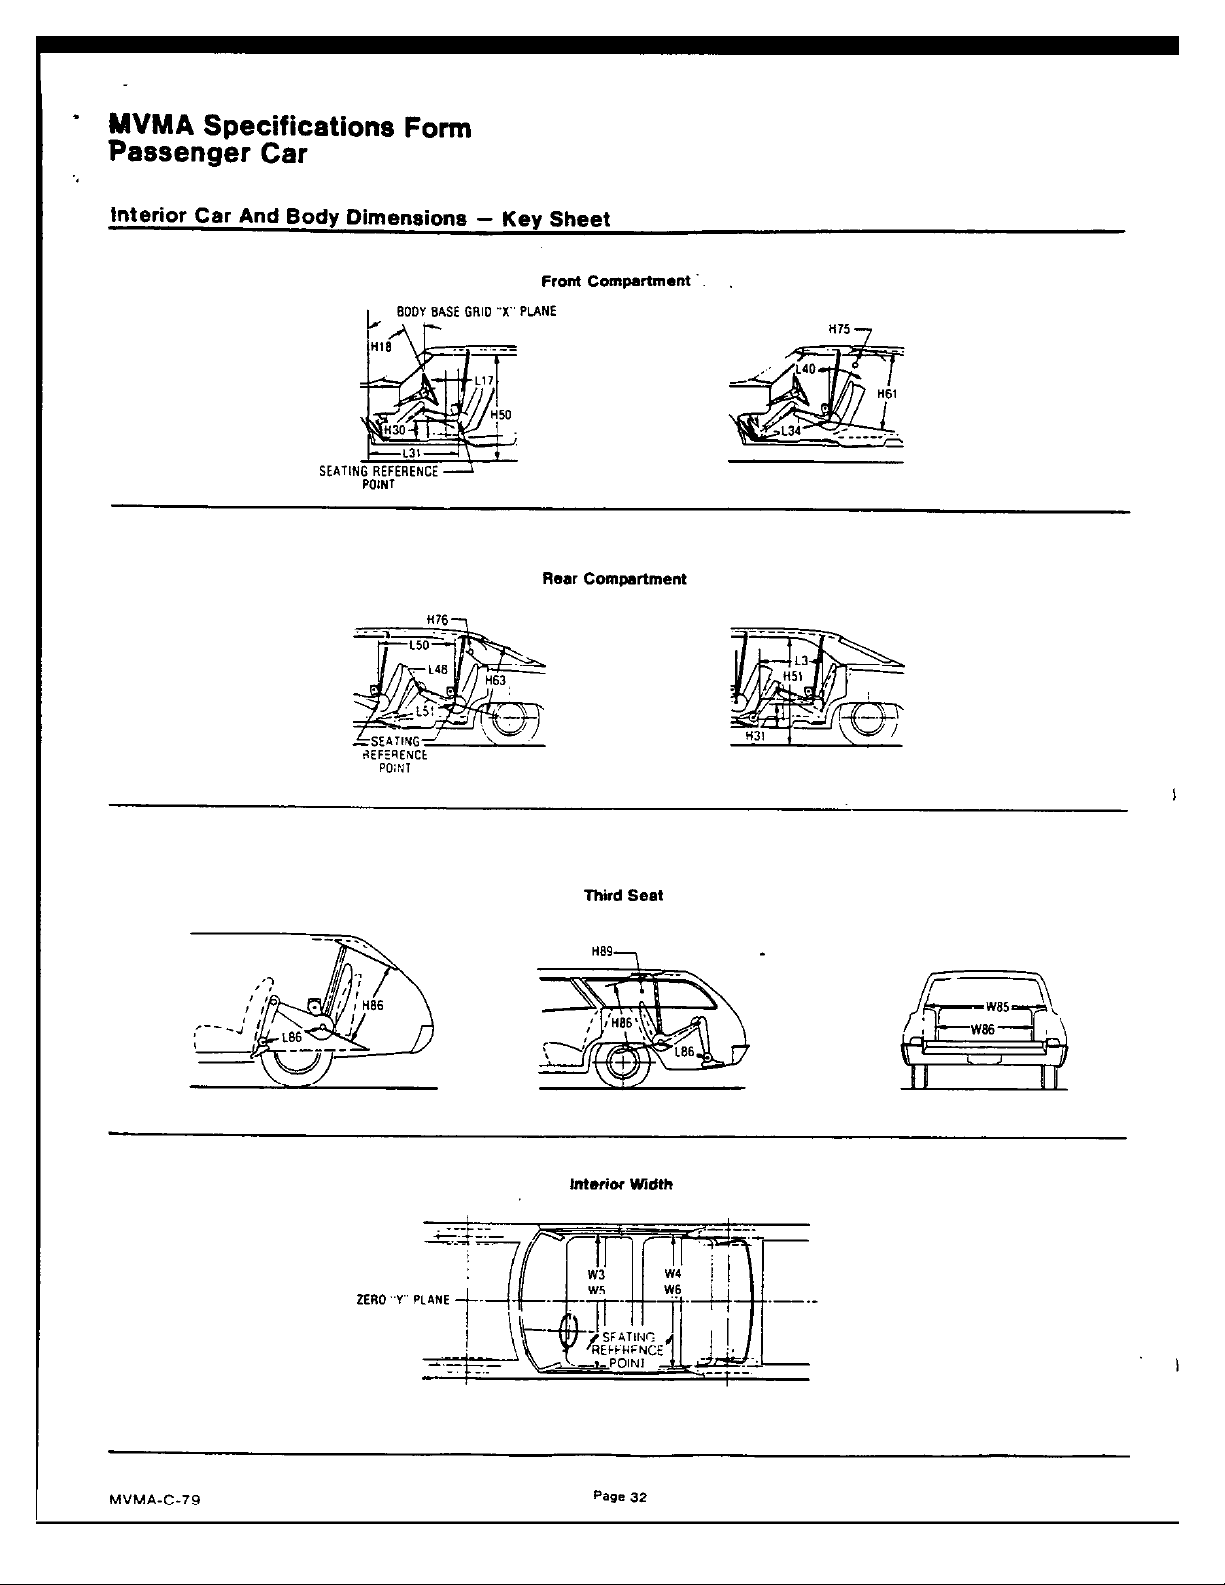 MVMA Specifications Form
Passenger Car
Interior Car And Body Dimensions – Key Sheet
Front Compartment
BODY BASE GRID "X" PLANE
H18
L17
H50
H30
L31
SEATING REFERENCE
POINT
H75
L40
H61
L34
Rear Compartment
H76
L50
L48
H63
L51
SEATING
REFERENCE
POINT
L3
H51
H31
Third Seat
H86
L86
H89
H86
L86
W85
W86
Interior Width
W3
W5
W4
W6
ZERO "Y" PLANE
SEATING
REFERENCE
POINT
MVMA-C-79
Page 32